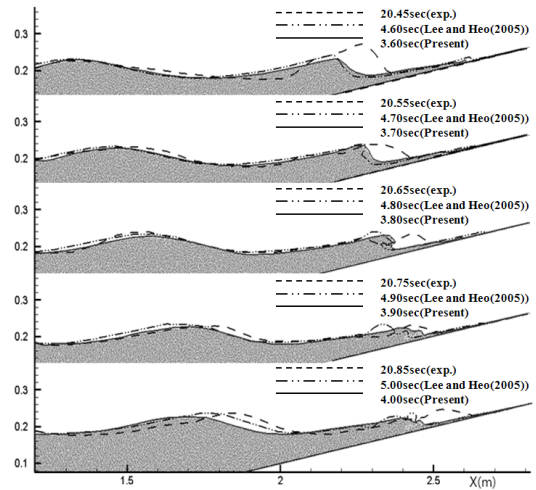 20.45sec(exp.)
4.60sec(Lee and Heo(2005))
3.60sec(Present)
0.3
0.2
20.55sec(exp.)
4.70sec(Lee and Heo(2005))
3.70sec(Present)
0.3
0.2
20.65sec(exp.)
4.80sec(Lee and Heo(2005))
3.80sec(Present)
0.3
0.2
20.75sec(exp.)
4.90sec(Lee and Heo(2005))
3.90sec(Present)
0.3
0.2
20.85sec(exp.)
5.00sec(Lee and Heo(2005))
4.00sec(Present)
0.3
0.2
0.1
1.5 2 2.5 X(m)